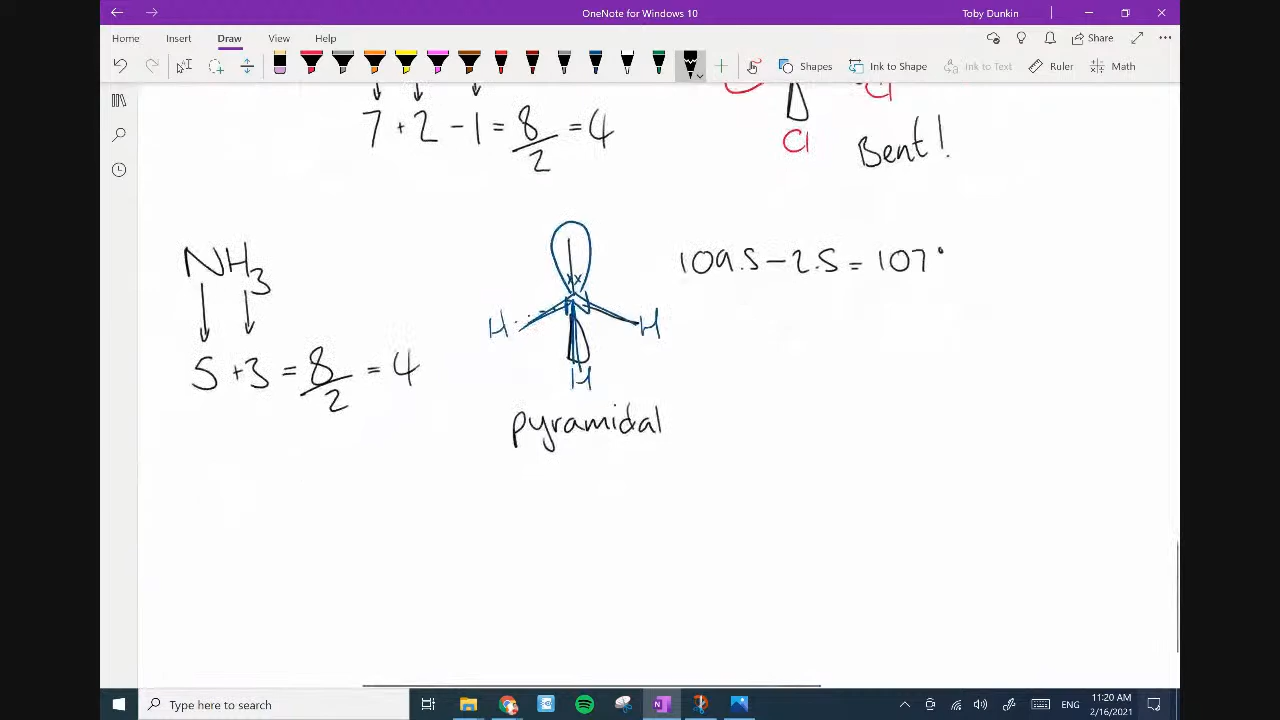 OneNote for Windows 10
Toby Dunkin
Home Insert Draw View Help
Share
Shapes Ink to Shape Ink to Text Ruler Math
7 + 2 - 1 = 8/2 = 4
Cl
Cl
Bent!
NH3
5 + 3 = 8/2 = 4
xx
H H
H
pyramidal
109.5 - 2.5 = 107°
Type here to search
ENG
11:20 AM
2/16/2021